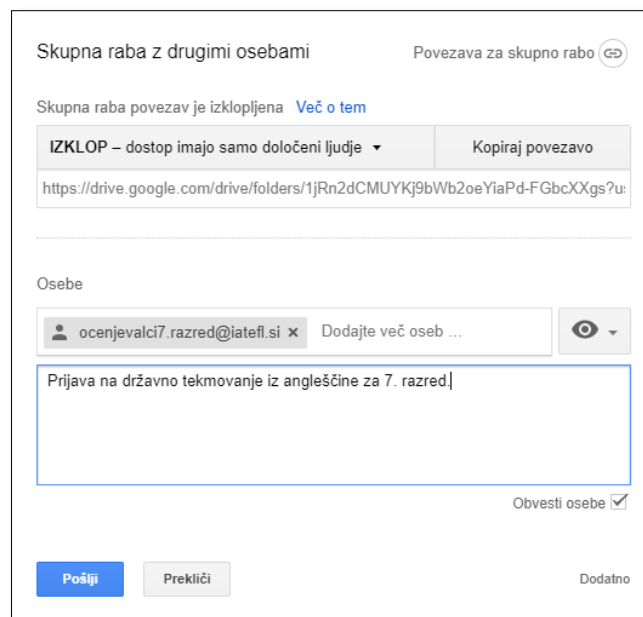 Skupna raba z drugimi osebami
Povezava za skupno rabo
Skupna raba povezav je izklopljena Več o tem
IZKLOP – dostop imajo samo določeni ljudje
Kopiraj povezavo
https://drive.google.com/drive/folders/1jRn2dCMUYKj9bWb2oeYiaPd-FGbcXXgs?u
Osebe
ocenjevalci7.razred@iatefl.si × Dodajte več oseb ...
Prijava na državno tekmovanje iz angleščine za 7. razred.
Obvesti osebe
Pošlji
Prekliči
Dodatno